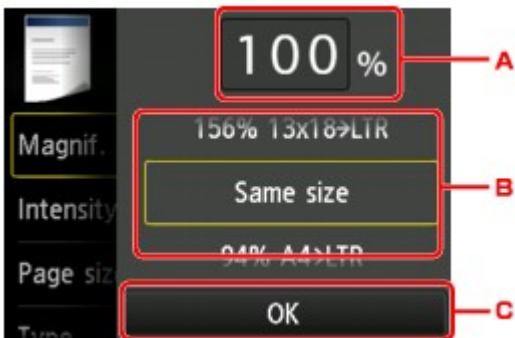 100 %
A
156% 13x18→LTR
Magnif.
Same size
B
Intensity
94% A4>LTR
Page siz
OK
C
Type